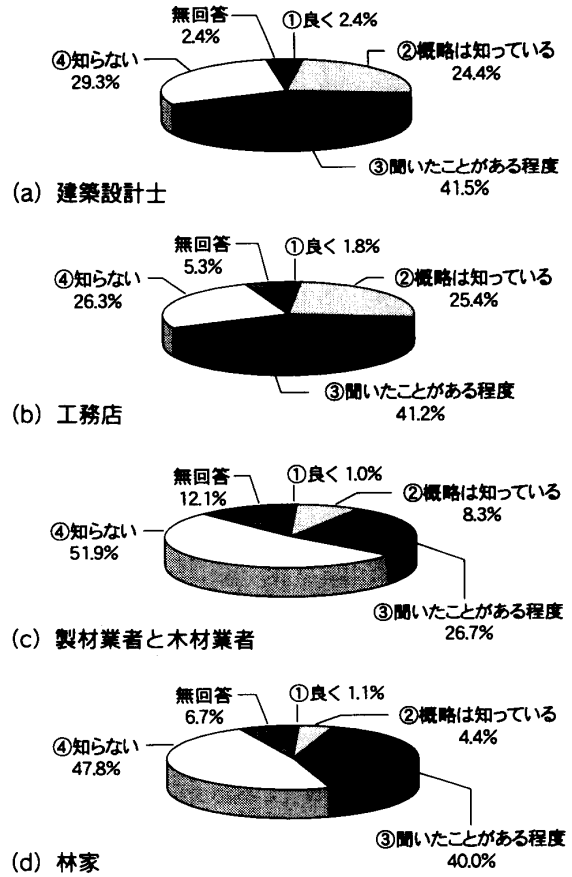 無回答
2.4%
①良く 2.4%
②概略は知っている
24.4%
④知らない
29.3%
③聞いたことがある程度
41.5%
(a) 建築設計士
無回答
5.3%
①良く 1.8%
②概略は知っている
25.4%
④知らない
26.3%
③聞いたことがある程度
41.2%
(b) 工務店
無回答
12.1%
①良く 1.0%
②概略は知っている
8.3%
④知らない
51.9%
③聞いたことがある程度
26.7%
(c) 製材業者と木材業者
無回答
6.7%
①良く 1.1%
②概略は知っている
4.4%
④知らない
47.8%
③聞いたことがある程度
40.0%
(d) 林家